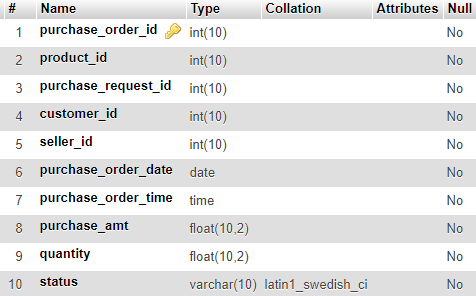 # Name Type Collation Attributes Null
1 purchase_order_id int(10) No
2 product_id int(10) No
3 purchase_request_id int(10) No
4 customer_id int(10) No
5 seller_id int(10) No
6 purchase_order_date date No
7 purchase_order_time time No
8 purchase_amt float(10,2) No
9 quantity float(10,2) No
10 status varchar(10) latin1_swedish_ci No